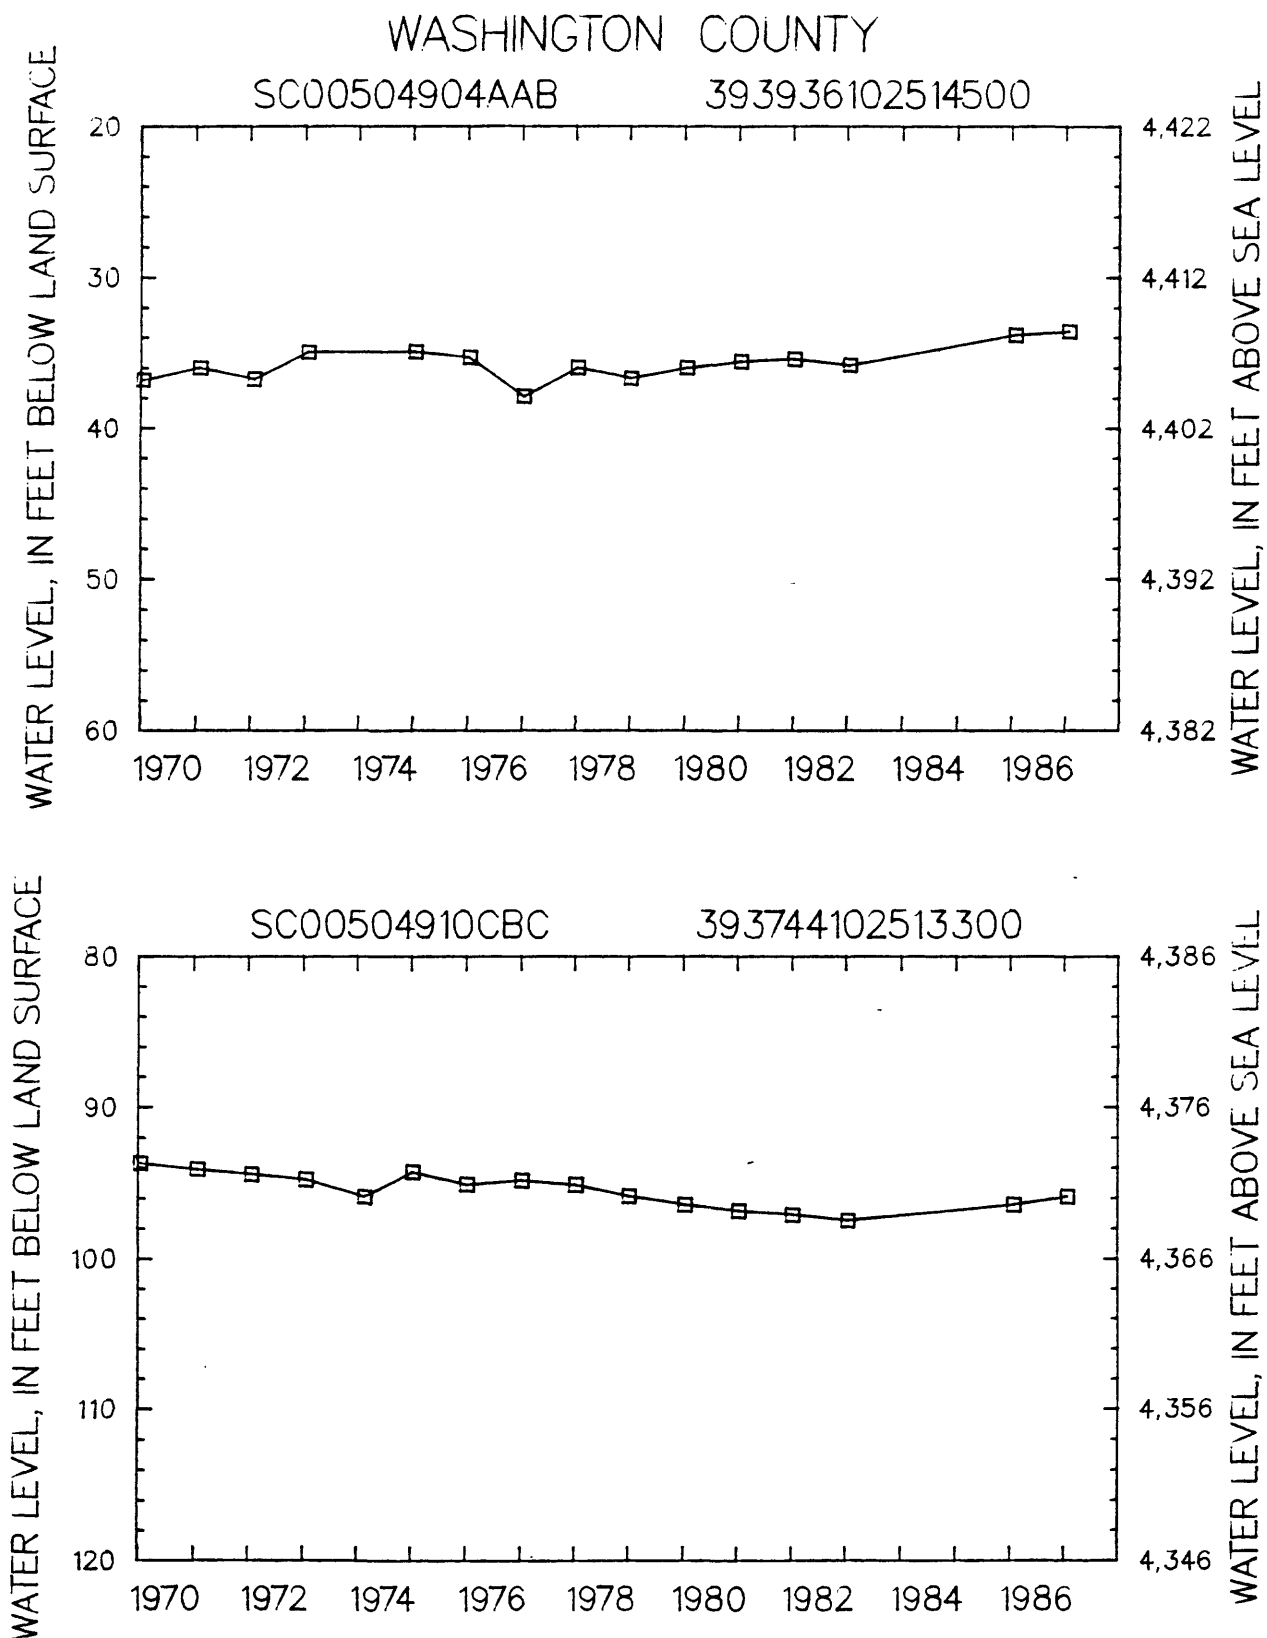 WASHINGTON COUNTY
SC00504904AAB 393936102514500
WATER LEVEL, IN FEET BELOW LAND SURFACE
20
30
40
50
60
4,422
4,412
4,402
4,392
4,382
WATER LEVEL, IN FEET ABOVE SEA LEVEL
1970 1972 1974 1976 1978 1980 1982 1984 1986
SC00504910CBC 393744102513300
WATER LEVEL, IN FEET BELOW LAND SURFACE
80
90
100
110
120
4,386
4,376
4,366
4,356
4,346
WATER LEVEL, IN FEET ABOVE SEA LEVEL
1970 1972 1974 1976 1978 1980 1982 1984 1986